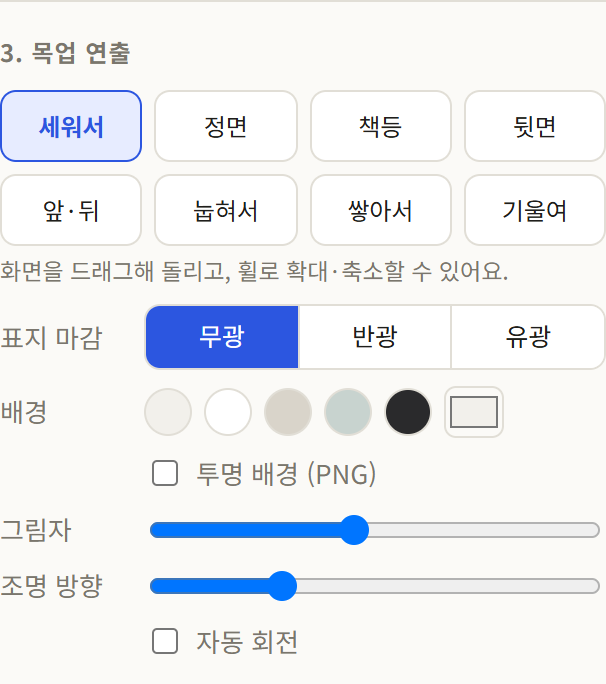 3. 목업 연출
세워서 정면 책등 뒷면
앞·뒤 눕혀서 쌓아서 기울여
화면을 드래그해 돌리고, 휠로 확대·축소할 수 있어요.
표지 마감 무광 반광 유광
배경
투명 배경 (PNG)
그림자
조명 방향
자동 회전